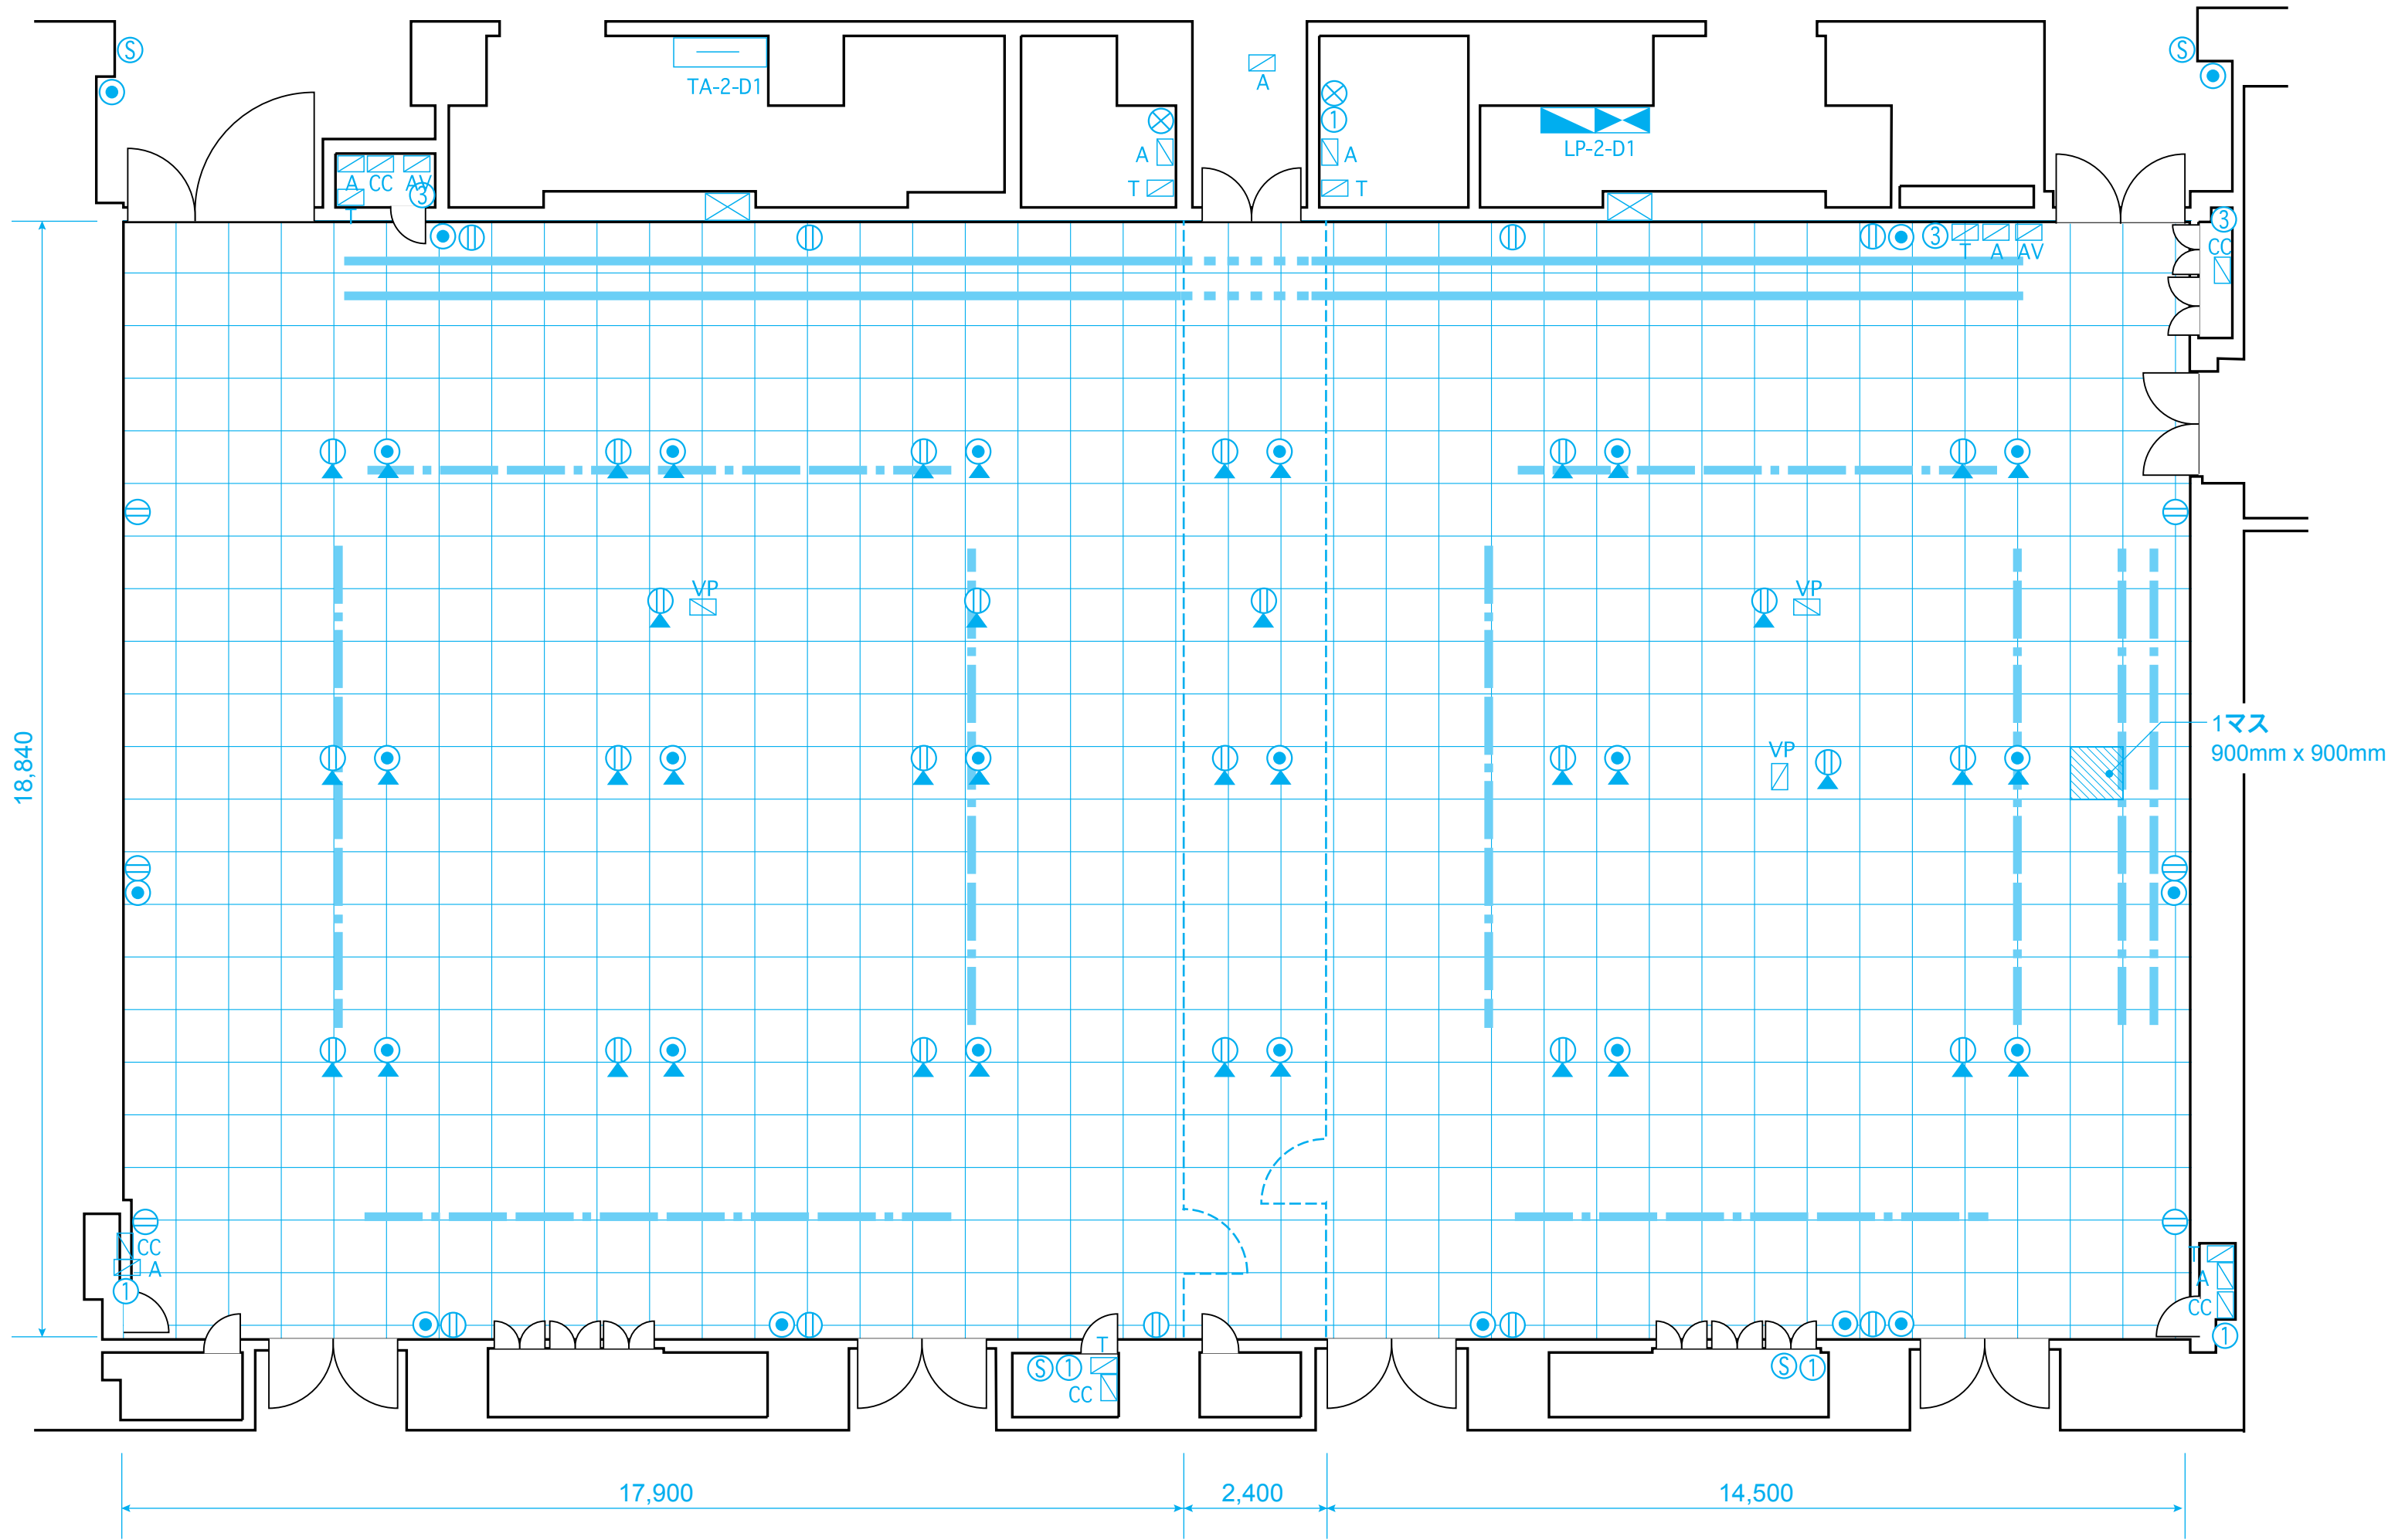 S
S
TA-2-D1
A
1
A
A
LP-2-D1
T
T
A
CC
AV
3
T
3
T
A
AV
3
CC
VP
VP
1マス
900mm x 900mm
VP
18,840
CC
A
1
T
A
CC
1
T
S
1
CC
S
1
17,900
2,400
14,500